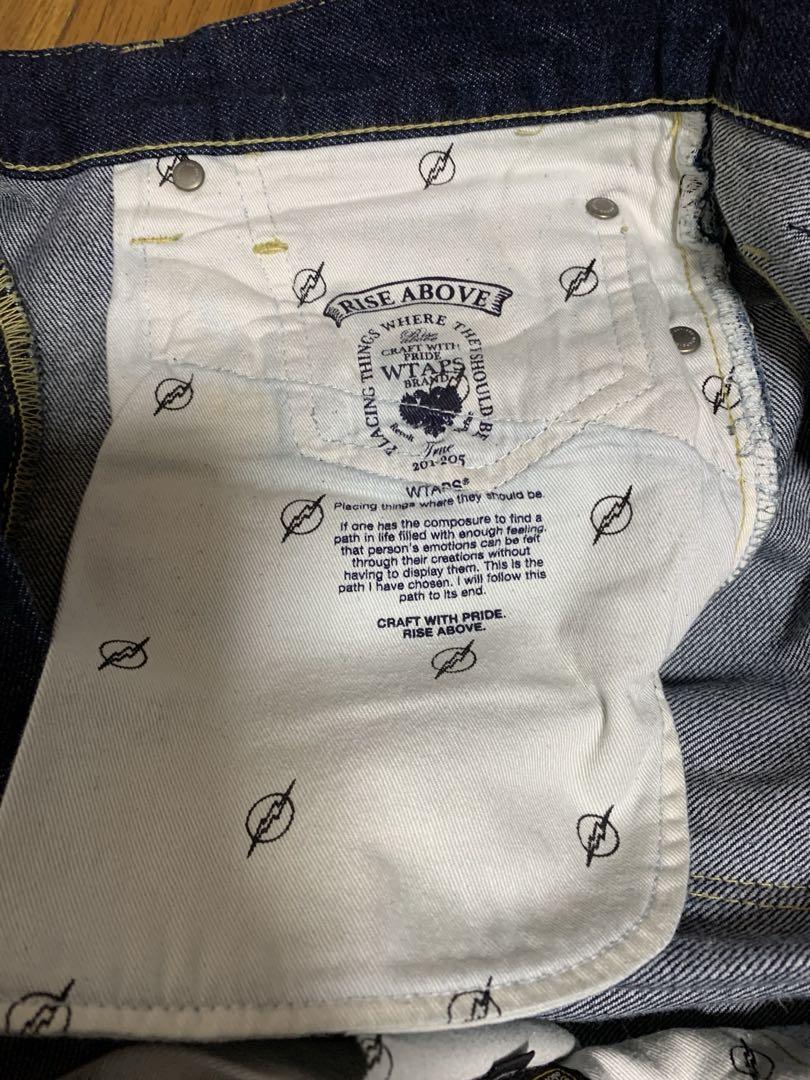 RISE ABOVE
PLACING THINGS WHERE THEY SHOULD BE
CRAFT WITH
PRIDE
WTAPS
BRAND
True
201-205
WTAPS®
Placing things where they should be.
If one has the composure to find a
path in life filled with enough feeling,
that person's emotions can be felt
through their creations without
having to display them. This is the
path I have chosen. I will follow this
path to its end.
CRAFT WITH PRIDE.
RISE ABOVE.